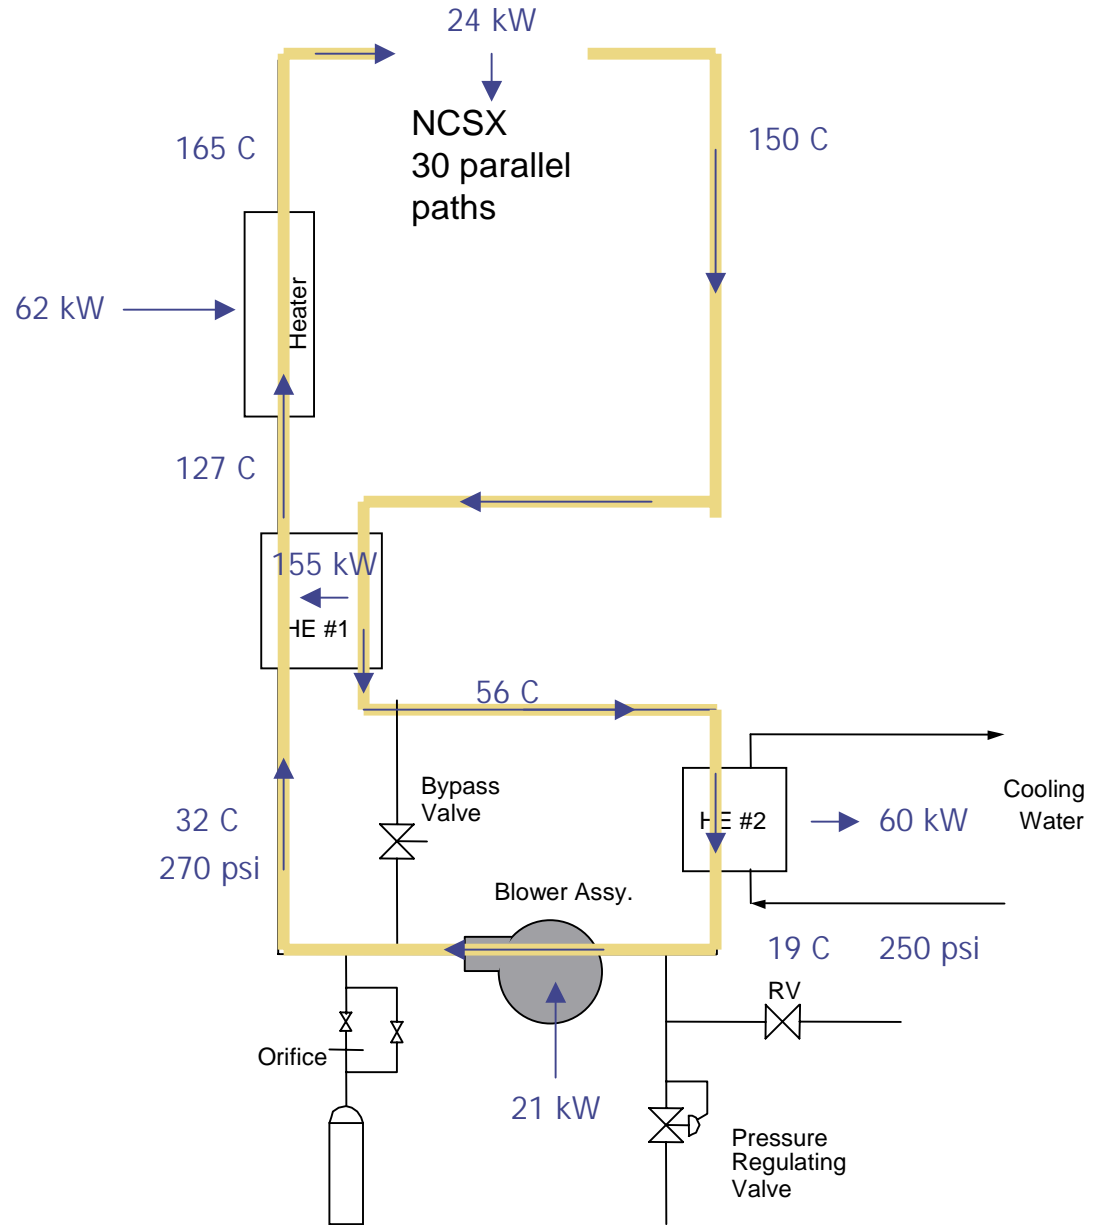 24 kW
NCSX
30 parallel
paths
165 C
150 C
Heater
62 kW
127 C
155 kW
HE #1
56 C
Bypass
Valve
32 C
270 psi
HE #2
60 kW
Cooling
Water
Blower Assy.
19 C
250 psi
RV
Orifice
21 kW
Pressure
Regulating
Valve